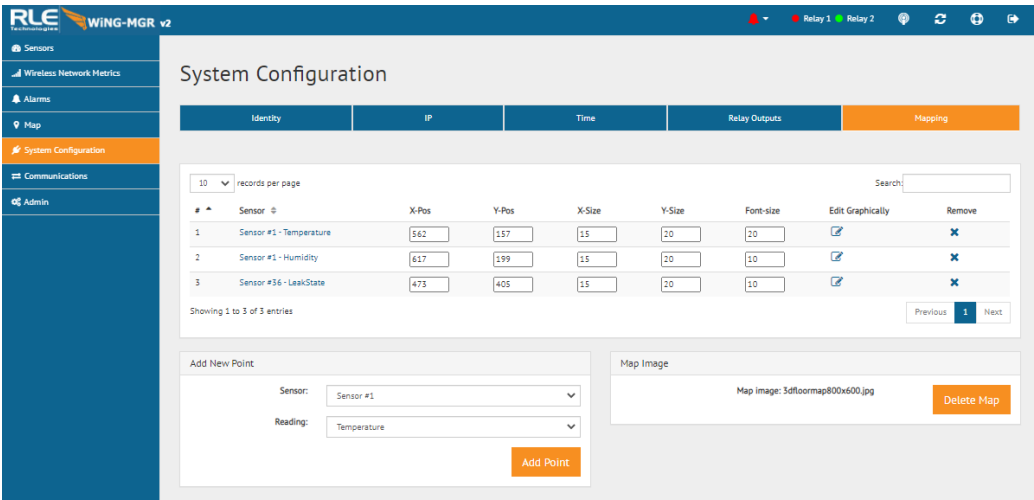 RLE Technologies WiNG-MGR v2
Relay 1 Relay 2
Sensors
Wireless Network Metrics
Alarms
Map
System Configuration
Communications
Admin
System Configuration
Identity IP Time Relay Outputs Mapping
10 records per page Search:
# Sensor X-Pos Y-Pos X-Size Y-Size Font-size Edit Graphically Remove
1 Sensor #1 - Temperature 562 157 15 20 20
2 Sensor #1 - Humidity 617 199 15 20 10
3 Sensor #36 - LeakState 473 405 15 20 10
Showing 1 to 3 of 3 entries Previous 1 Next
Add New Point
Sensor: Sensor #1
Reading: Temperature
Add Point
Map Image
Map image: 3dfloormap800x600.jpg
Delete Map